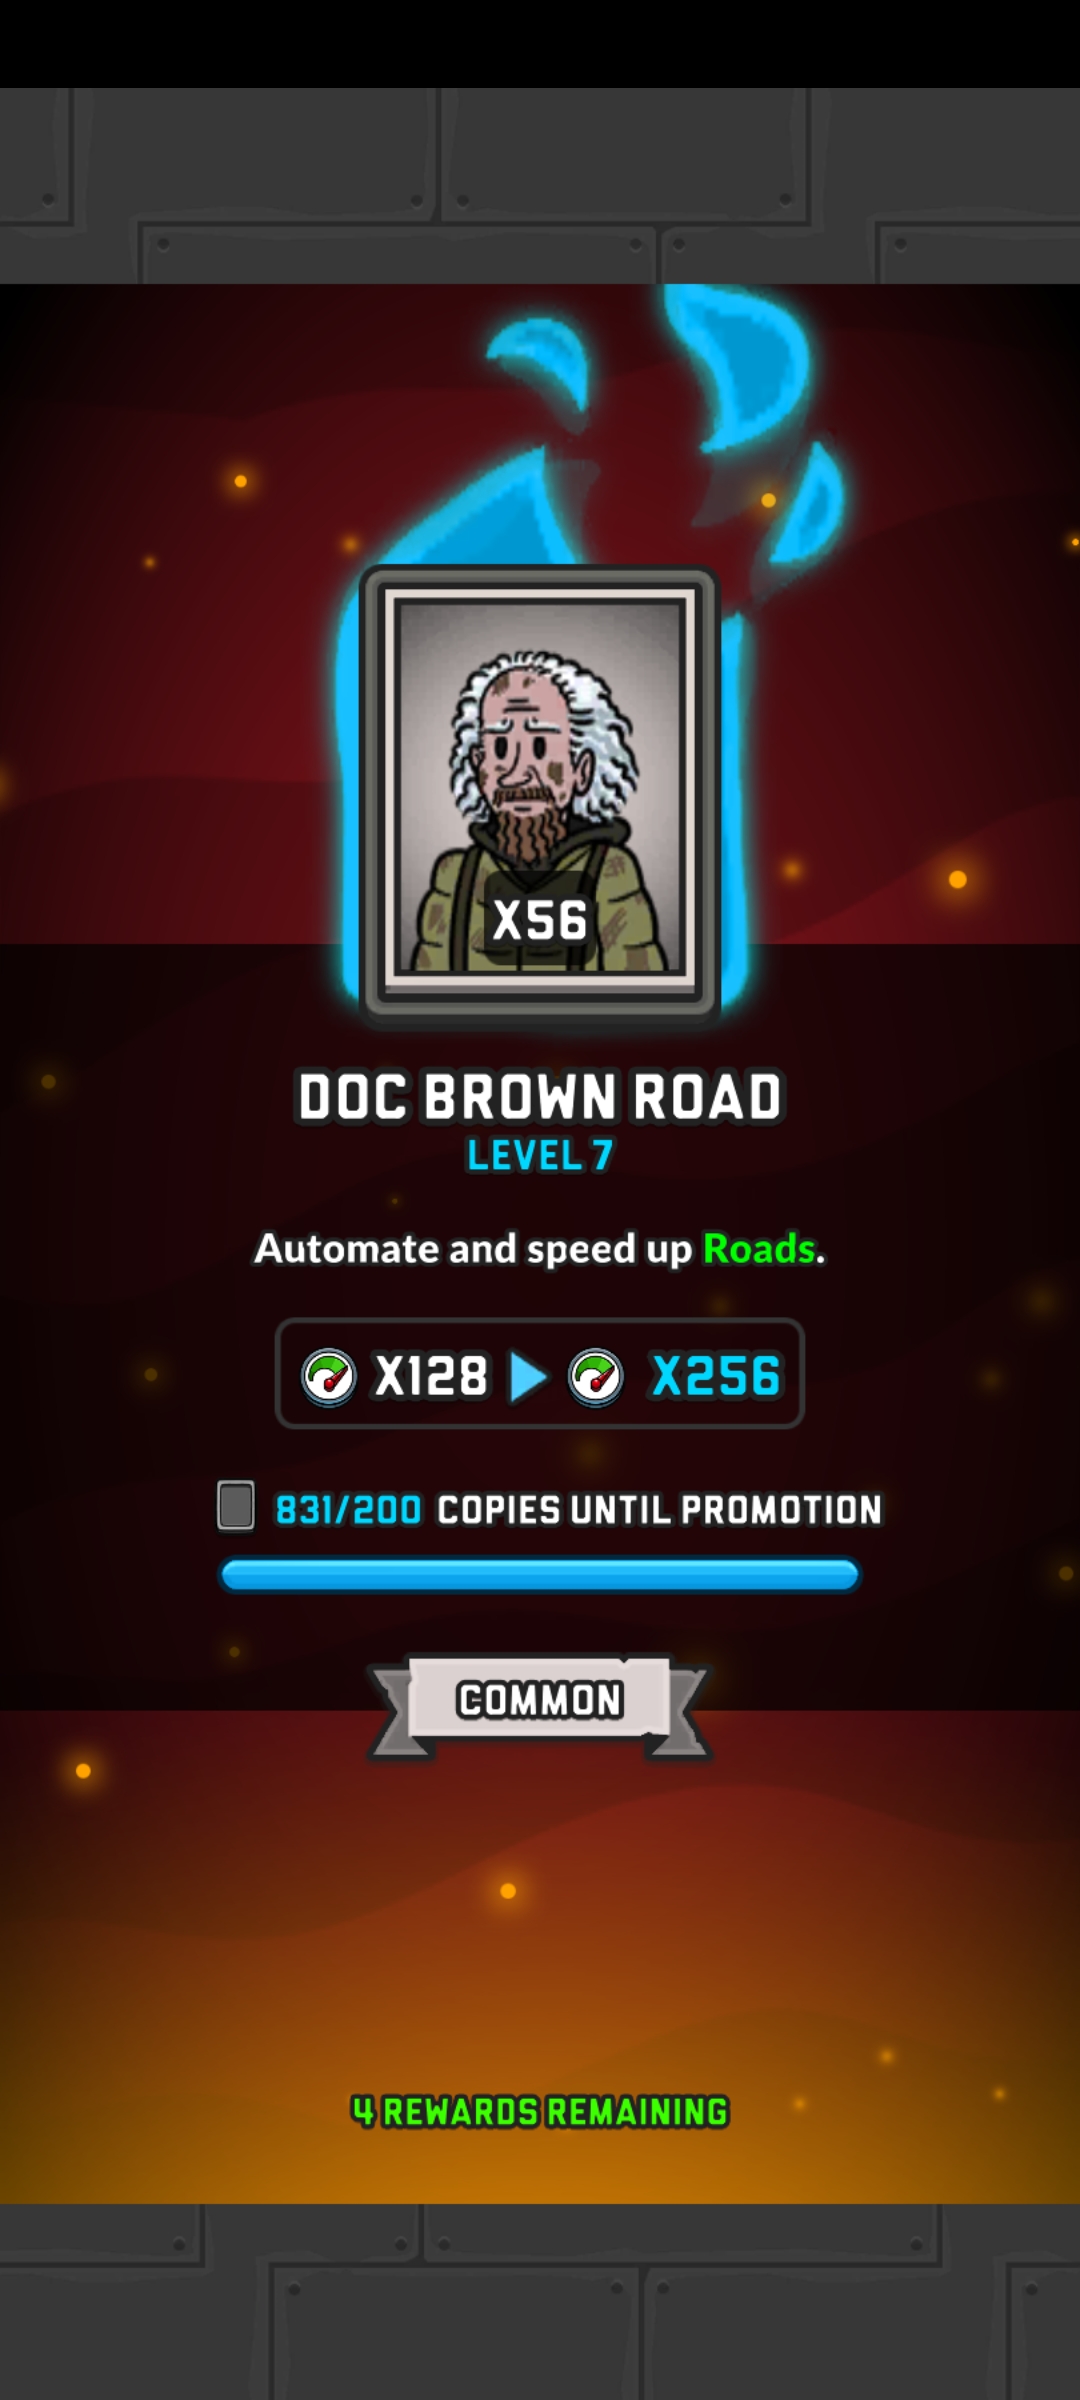 X56
DOC BROWN ROAD
LEVEL 7
Automate and speed up Roads.
X128 X256
831/200 COPIES UNTIL PROMOTION
COMMON
4 REWARDS REMAINING